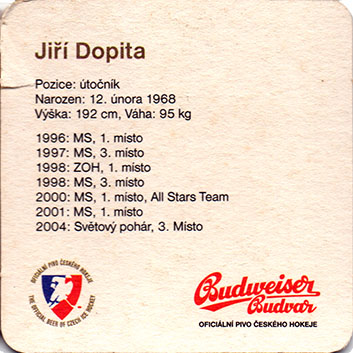 Jiří Dopita
Pozice: útočník
Narozen: 12. února 1968
Výška: 192 cm, Váha: 95 kg
1996: MS, 1. místo
1997: MS, 3. místo
1998: ZOH, 1. místo
1998: MS, 3. místo
2000: MS, 1. místo, All Stars Team
2001: MS, 1. místo
2004: Světový pohár, 3. Místo
OFICIÁLNÍ PIVO ČESKÉHO HOKEJE
THE OFFICIAL BEER OF CZECH ICE HOCKEY
Budweiser
Budvar
OFICIÁLNÍ PIVO ČESKÉHO HOKEJE